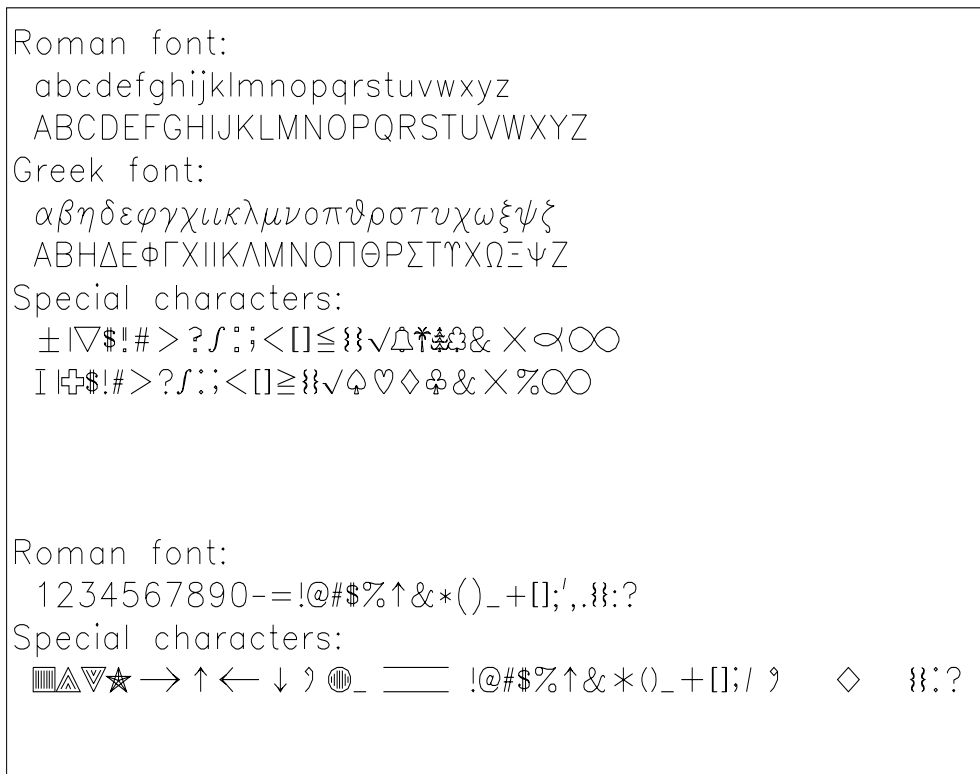 Roman font:
abcdefghijklmnopqrstuvwxyz
ABCDEFGHIJKLMNOPQRSTUVWXYZ
Greek font:
αβηδεφγχιικλμνοπϑρστυχωξψζ
ΑΒΗΔΕΦΓΧΙΙΚΛΜΝΟΠΘΡΣΤϒΧΩΞΨΖ
Special characters:
±|▽$!#>?∫:;<[]≦⌇⌇√& ×∝∞
I|$!#>?∫:;<[]≧⌇⌇√♤♡♢♧&×%∞
Roman font:
1234567890-=!@#$%↑&*()_+[];',.⌇⌇:?
Special characters:
→↑←↓ _ !@#$%↑&*()_+[];/ ◇ ⌇⌇:?